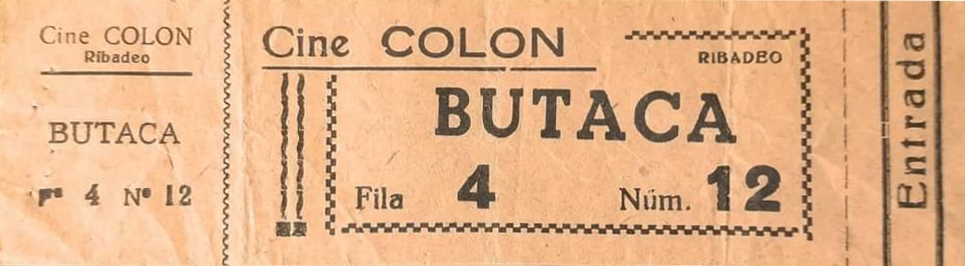 Cine COLON
Ribadeo
BUTACA
Fª 4 Nº 12
Cine COLON
RIBADEO
BUTACA
Fila 4 Núm. 12
Entrada